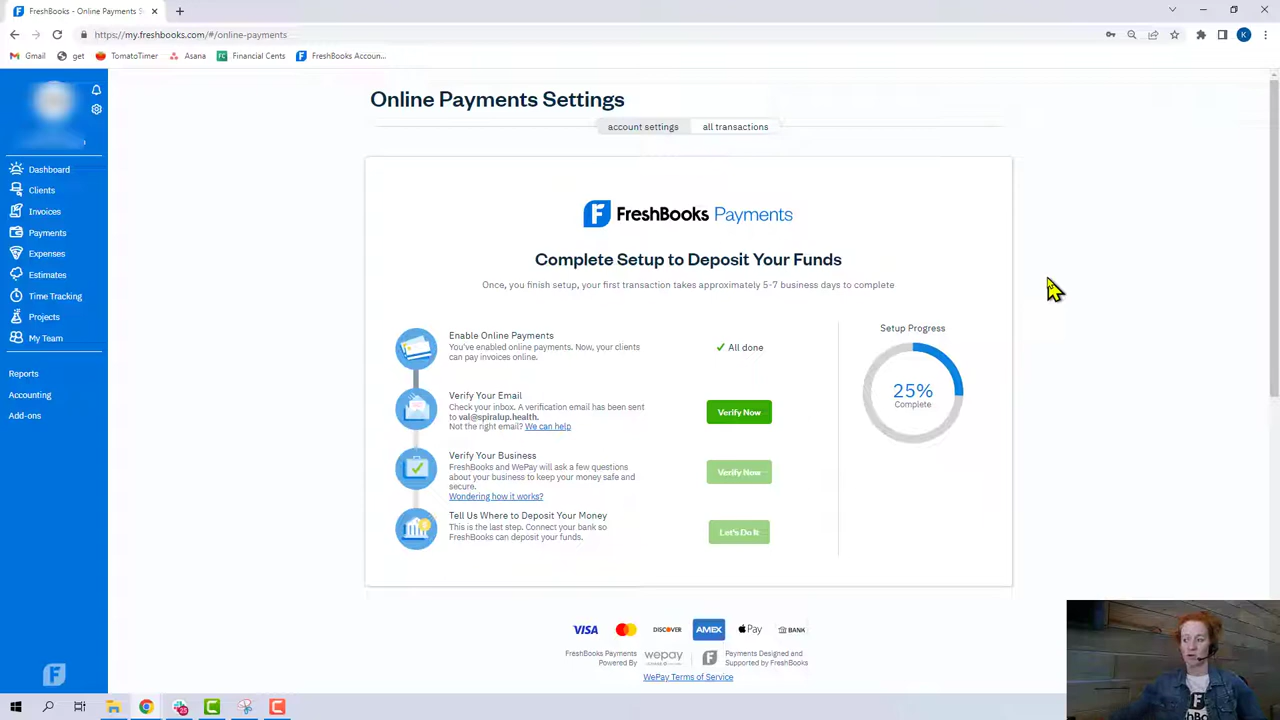 FreshBooks - Online Payments S
https://my.freshbooks.com/#/online-payments
K
Gmail
get
TomatoTimer
Asana
FC
Financial Cents
FreshBooks Accoun...
Dashboard
Clients
Invoices
Payments
Expenses
Estimates
Time Tracking
Projects
My Team
Reports
Accounting
Add-ons
Online Payments Settings
account settings
all transactions
FreshBooks Payments
Complete Setup to Deposit Your Funds
Once, you finish setup, your first transaction takes approximately 5-7 business days to complete
Enable Online Payments
You've enabled online payments. Now, your clients
can pay invoices online.
All done
Verify Your Email
Check your inbox. A verification email has been sent
to val@spiralup.health.
Not the right email? We can help
Verify Now
Verify Your Business
FreshBooks and WePay will ask a few questions
about your business to keep your money safe and
secure.
Wondering how it works?
Verify Now
Tell Us Where to Deposit Your Money
This is the last step. Connect your bank so
FreshBooks can deposit your funds.
Let's Do It
Setup Progress
25%
Complete
VISA
DISCOVER
AMEX
Pay
BANK
FreshBooks Payments
Powered By
wepay
Payments Designed and
Supported by FreshBooks
WePay Terms of Service